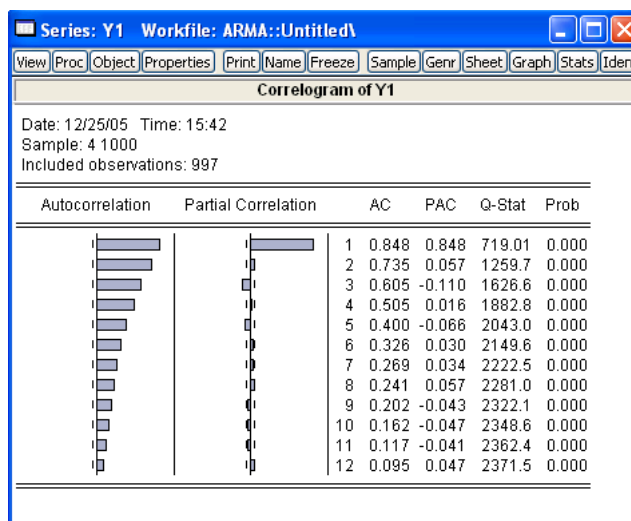 Series: Y1 Workfile: ARMA::Untitled\
View Proc Object Properties Print Name Freeze Sample Genr Sheet Graph Stats Iden
Correlogram of Y1
Date: 12/25/05 Time: 15:42
Sample: 4 1000
Included observations: 997
Autocorrelation Partial Correlation AC PAC Q-Stat Prob
1 0.848 0.848 719.01 0.000
2 0.735 0.057 1259.7 0.000
3 0.605 -0.110 1626.6 0.000
4 0.505 0.016 1882.8 0.000
5 0.400 -0.066 2043.0 0.000
6 0.326 0.030 2149.6 0.000
7 0.269 0.034 2222.5 0.000
8 0.241 0.057 2281.0 0.000
9 0.202 -0.043 2322.1 0.000
10 0.162 -0.047 2348.6 0.000
11 0.117 -0.041 2362.4 0.000
12 0.095 0.047 2371.5 0.000